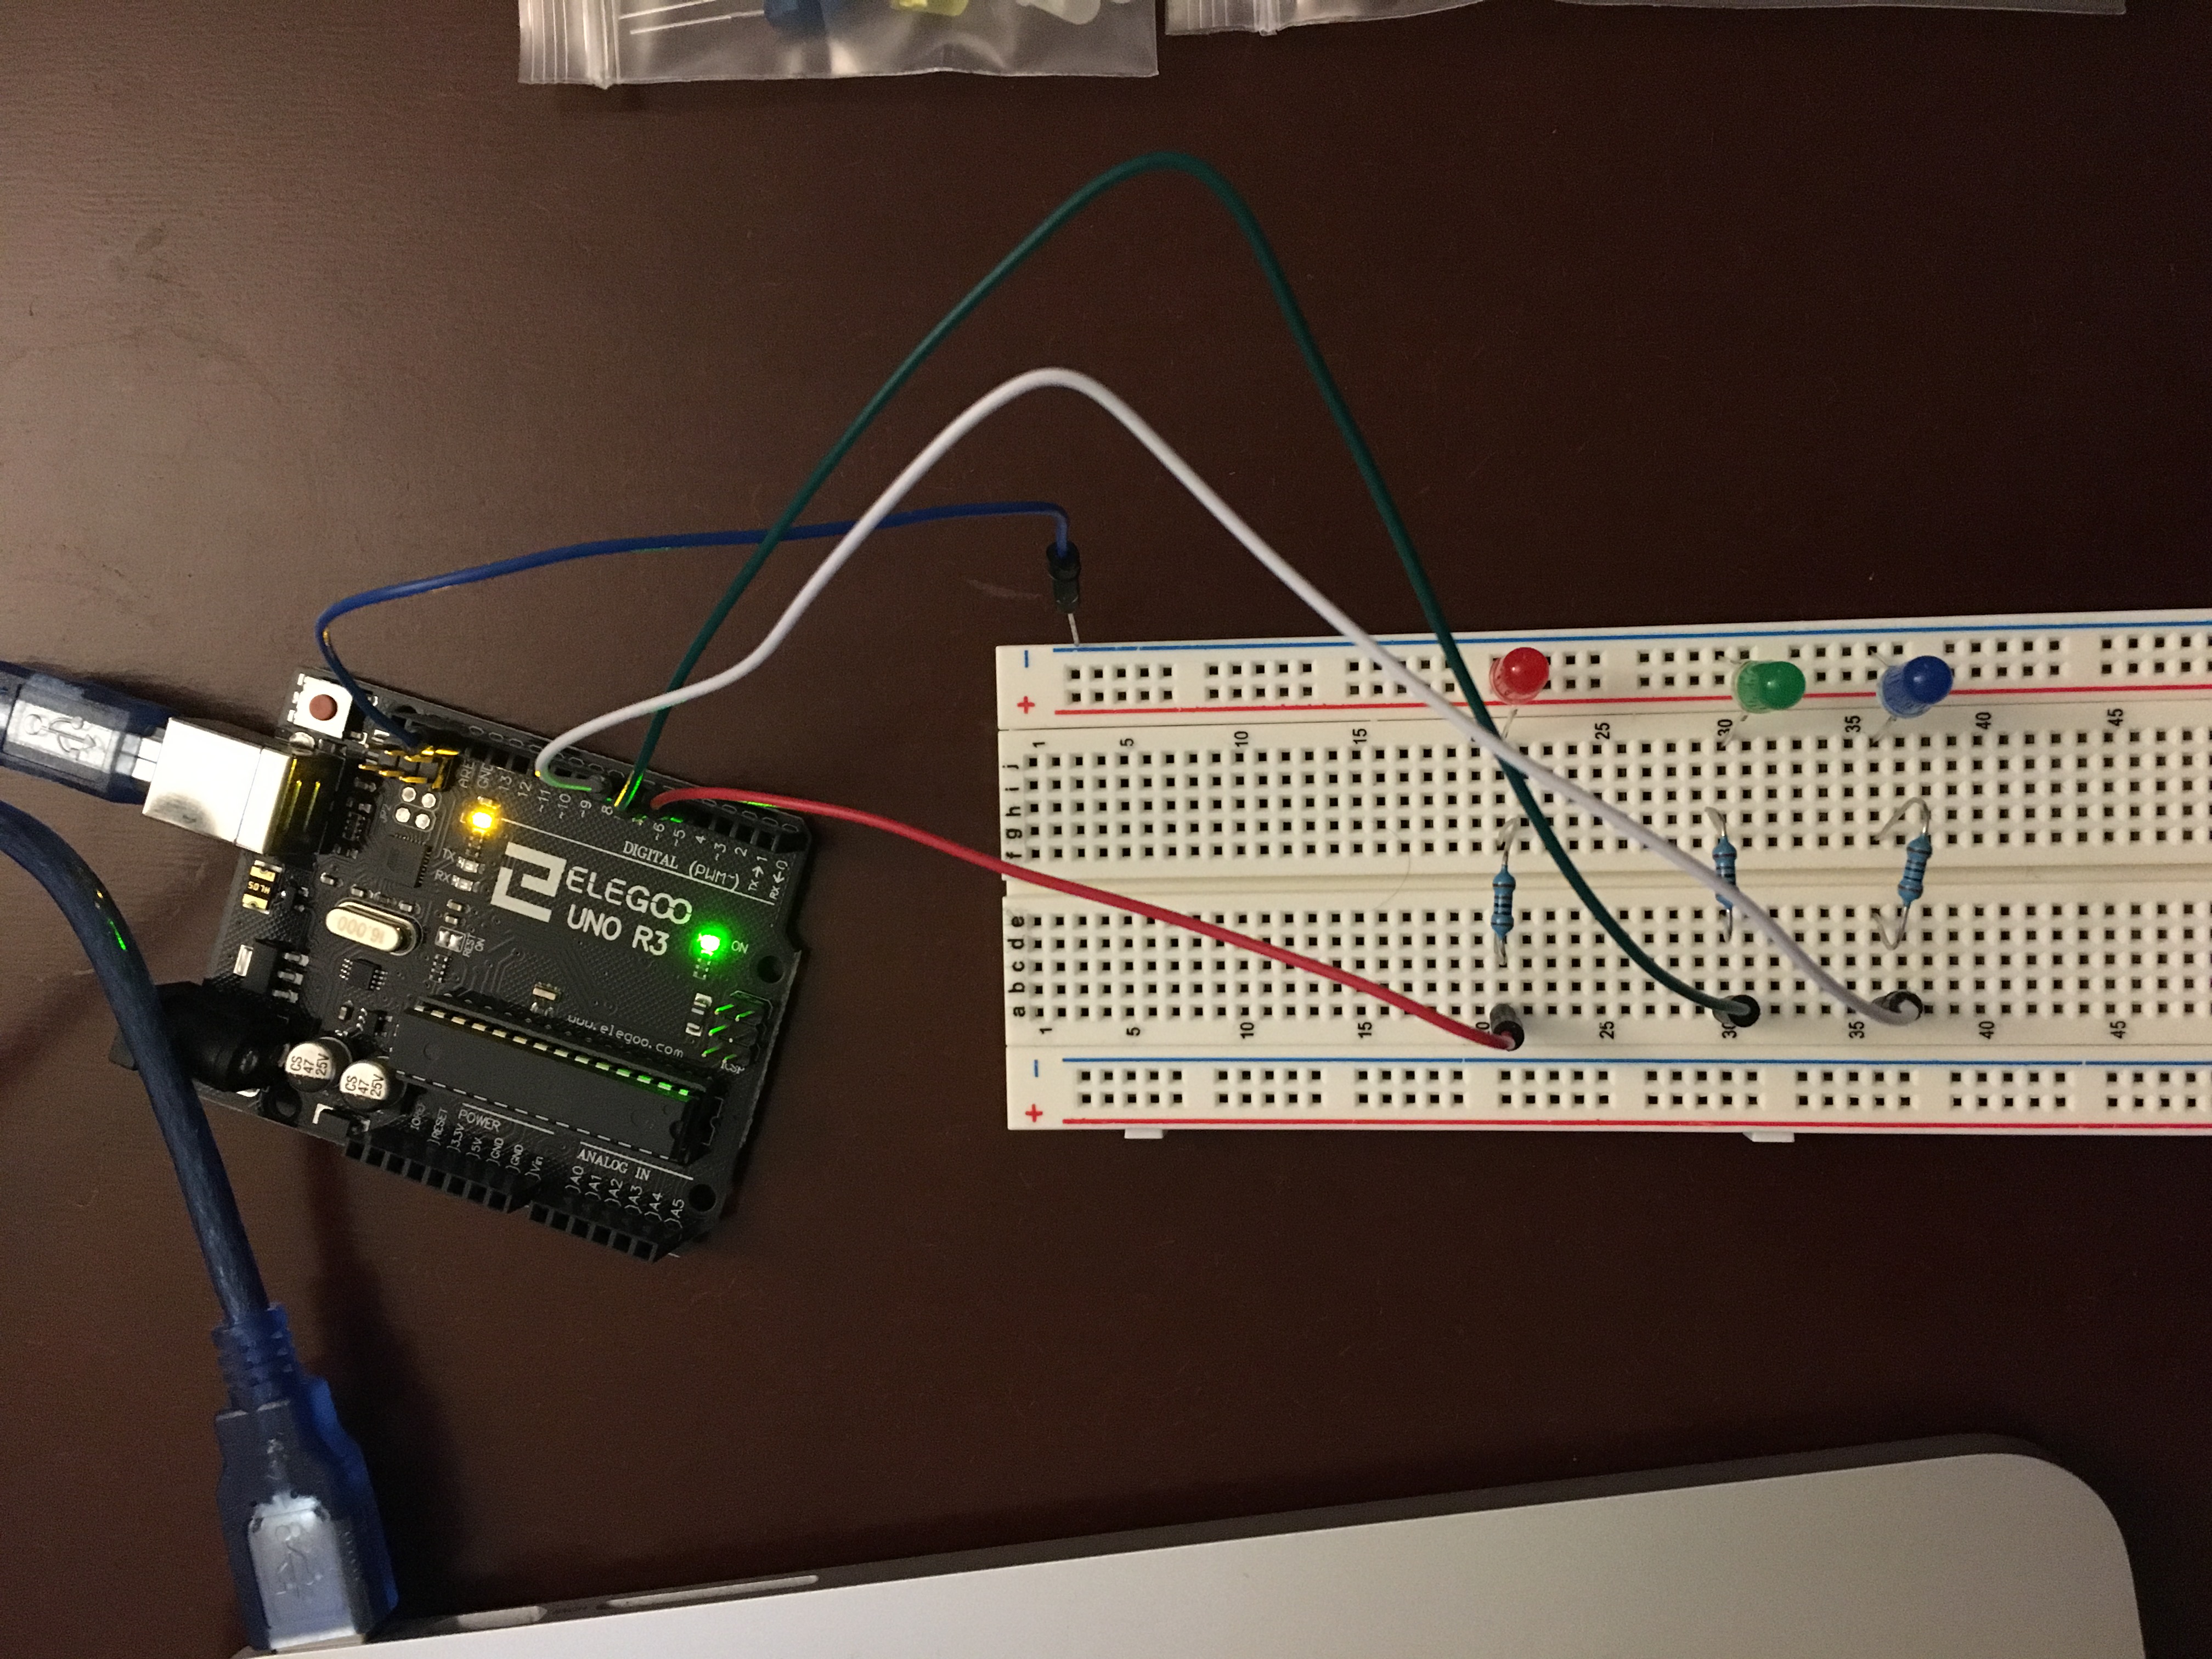 CS
47
25V
CS
47
25V
16.000
IOREF
RESET
3.3V
5V
GND
GND
Vin
POWER
A0
A1
A2
A3
A4
A5
ANALOG IN
www.elegoo.com
RX
TX
ON
ELEGOO
UNO R3
ON
AREF
GND
13
12
~11
~10
~9
8
~6
~5
4
~3
2
TX→1
RX←0
DIGITAL (PWM~)
+ − a b c d e f g h i j + −
1 1
5 5
10 10
15 15
25 25
30 30
35 35
40 40
45 45